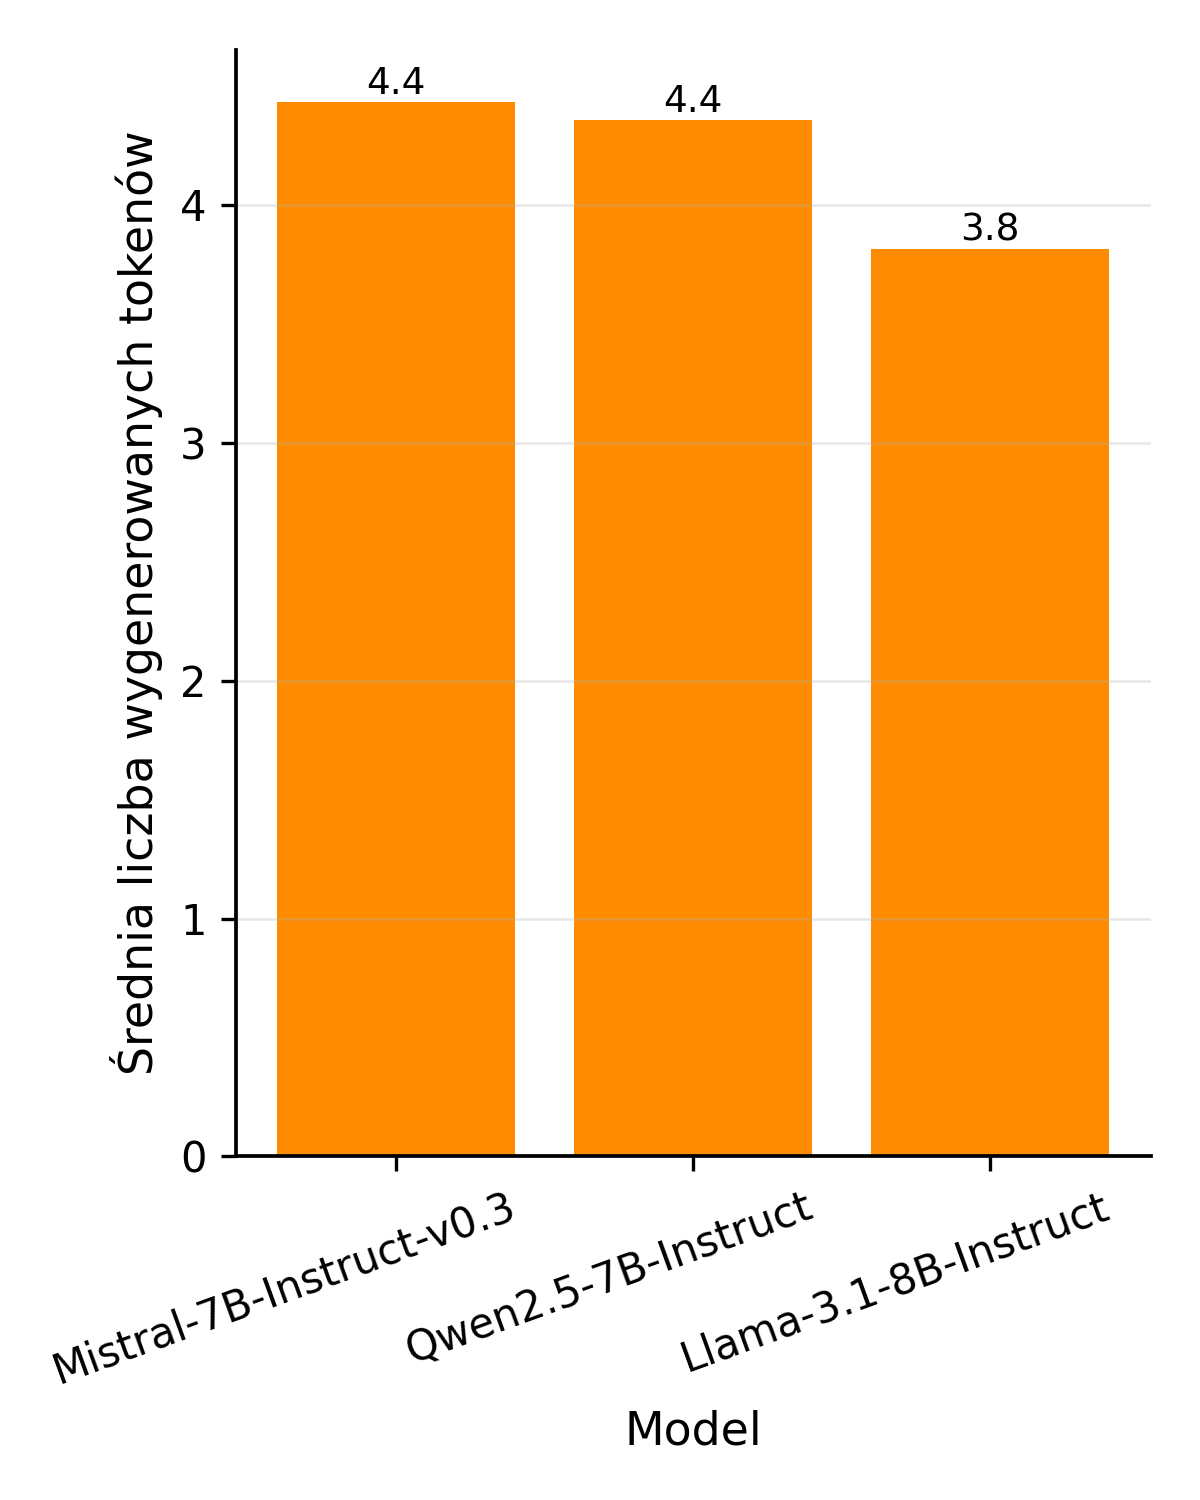 Średnia liczba wygenerowanych tokenów
4
3
2
1
0
4.4
4.4
3.8
Mistral-7B-Instruct-v0.3
Qwen2.5-7B-Instruct
Llama-3.1-8B-Instruct
Model